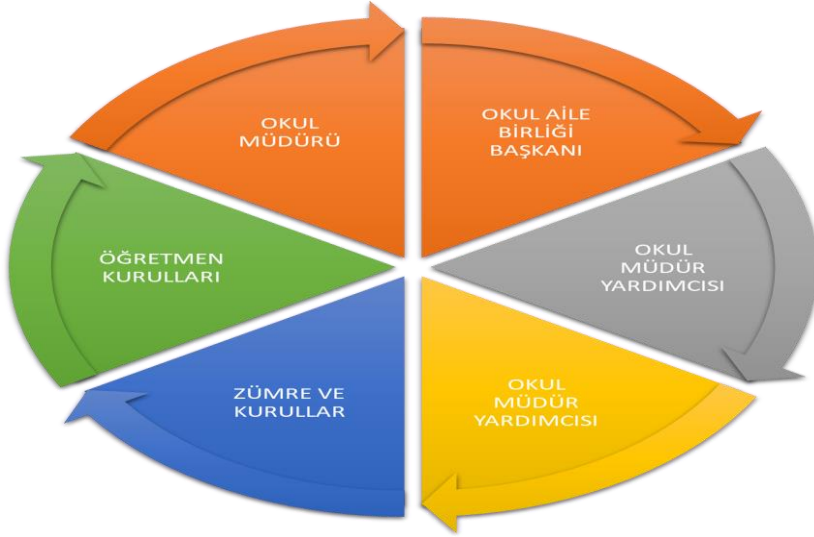 OKUL
MÜDÜRÜ
OKUL AİLE
BİRLİĞİ
BAŞKANI
OKUL
MÜDÜR
YARDIMCISI
OKUL
MÜDÜR
YARDIMCISI
ZÜMRE VE
KURULLAR
ÖĞRETMEN
KURULLARI